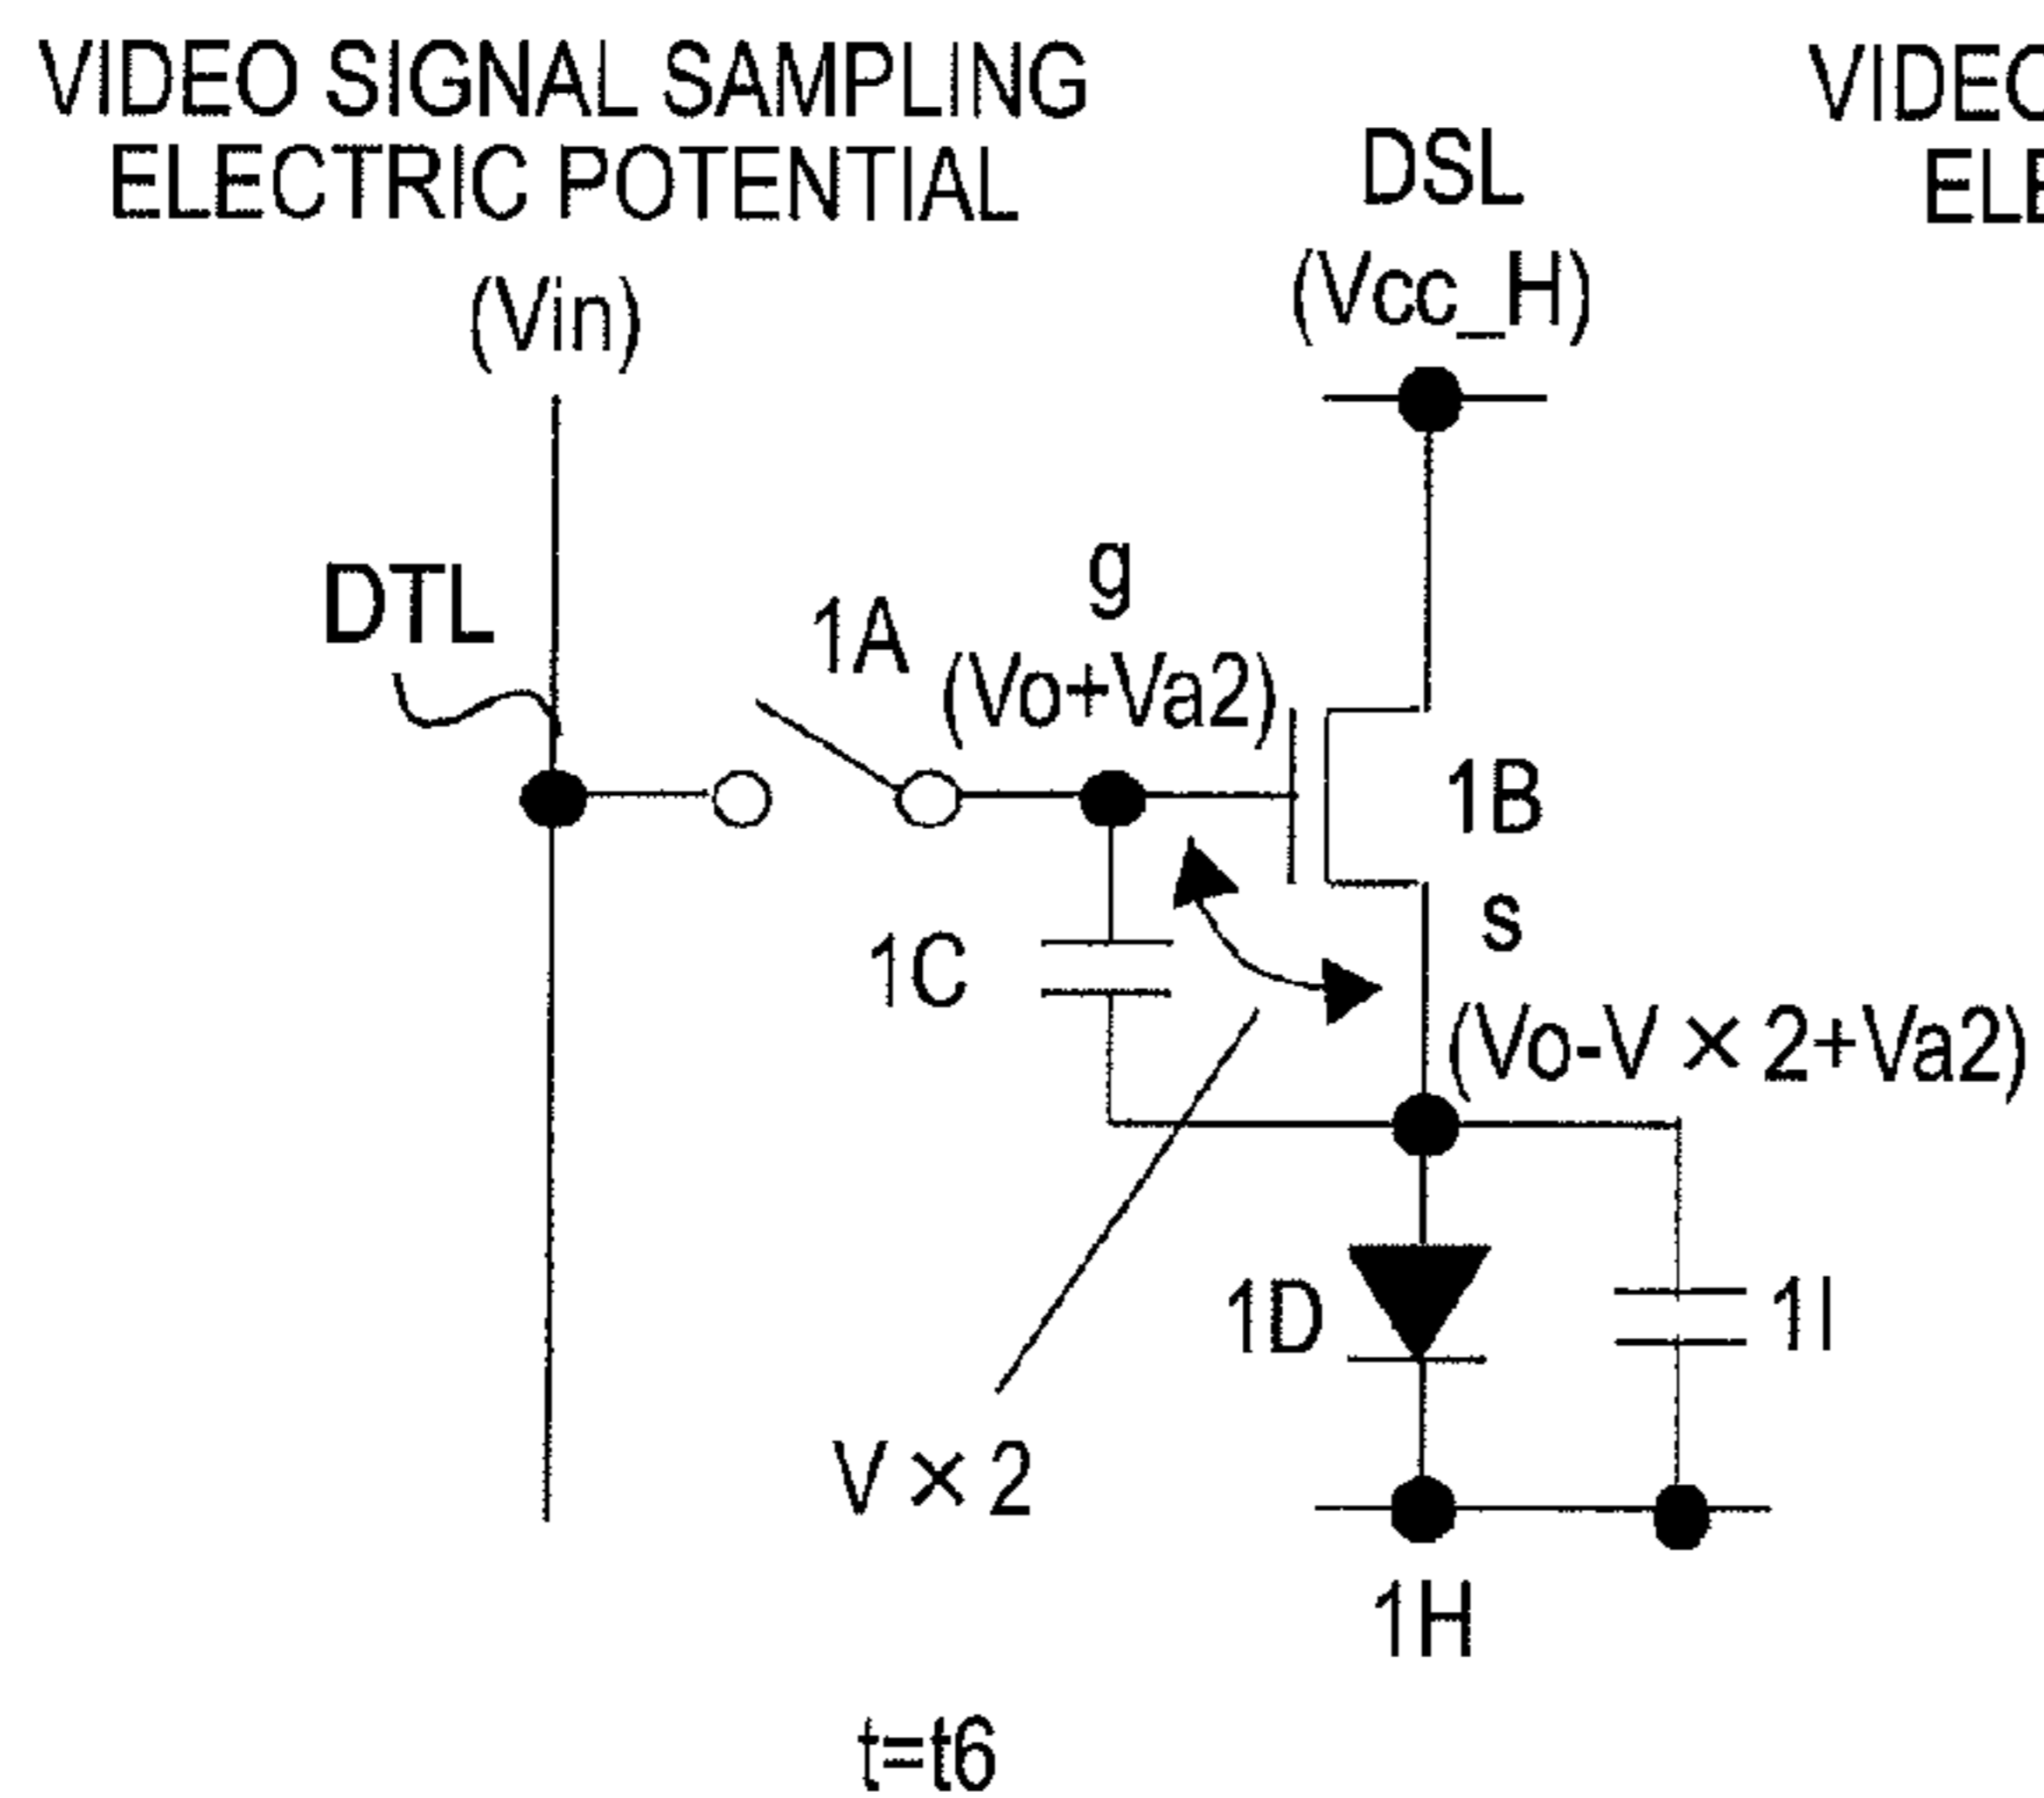 VIDEO SIGNAL SAMPLING
ELECTRIC POTENTIAL
(Vin)
DSL
(Vcc_H)
DTL
1A
g
(Vo+Va2)
1B
s
1C
(Vo-V×2+Va2)
1D
1I
V×2
1H
t=t6